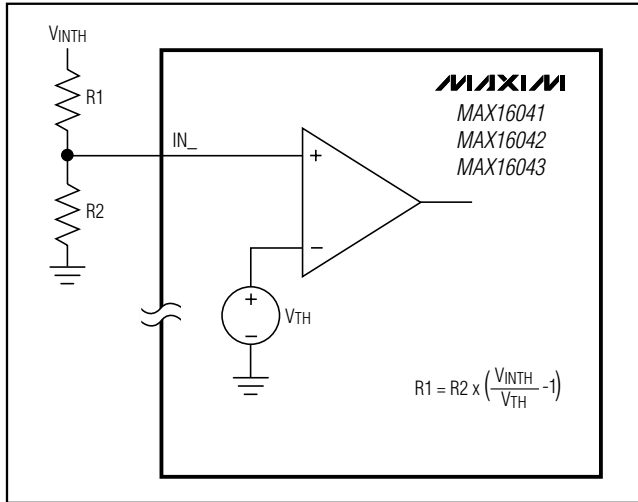 VINTH
R1
R2
IN_
+
−
+
−
VTH
MAXIM
MAX16041
MAX16042
MAX16043
R1 = R2 x (VINTH/VTH -1)